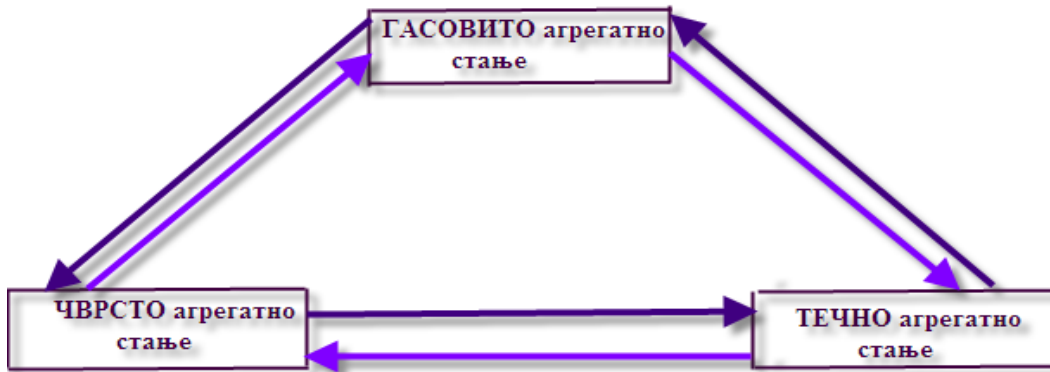 ГАСОВИТО агрегатно
стање
ЧВРСТО агрегатно
стање
ТЕЧНО агрегатно
стање